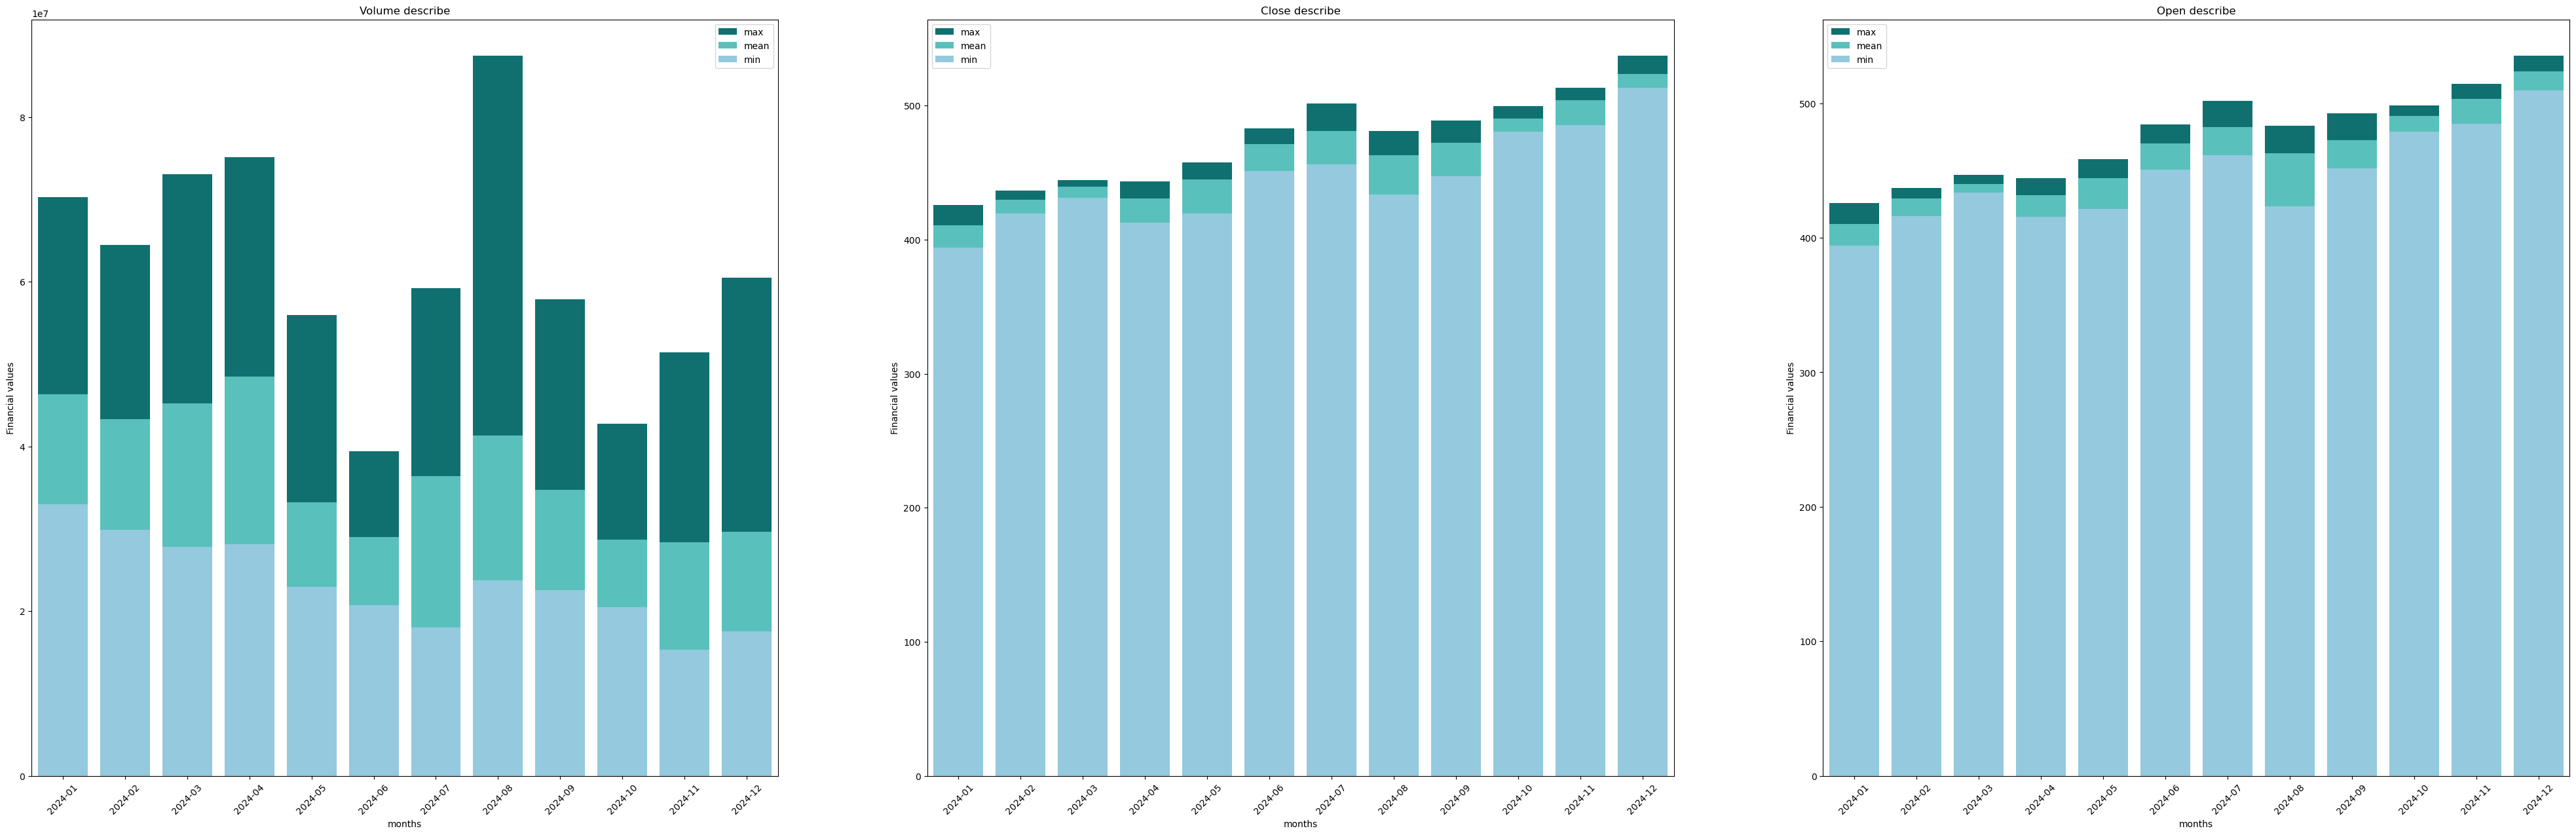 Volume describe
1e7
max
mean
min
8
6
4
2
0
Financial values
2024-01
2024-02
2024-03
2024-04
2024-05
2024-06
2024-07
2024-08
2024-09
2024-10
2024-11
2024-12
months
Close describe
max
mean
min
500
400
300
200
100
0
Financial values
2024-01
2024-02
2024-03
2024-04
2024-05
2024-06
2024-07
2024-08
2024-09
2024-10
2024-11
2024-12
months
Open describe
max
mean
min
500
400
300
200
100
0
Financial values
2024-01
2024-02
2024-03
2024-04
2024-05
2024-06
2024-07
2024-08
2024-09
2024-10
2024-11
2024-12
months